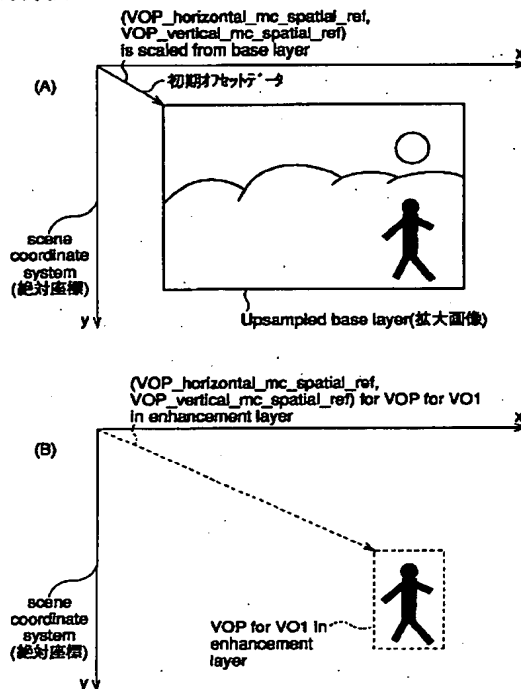 (VOP_horizontal_mc_spatial_ref,
VOP_vertical_mc_spatial_ref)
is scaled from base layer
x
(A)
初期オフセットデータ
scene
coordinate
system
(絶対座標)
y
Upsampled base layer(拡大画像)
(VOP_horizontal_mc_spatial_ref,
VOP_vertical_mc_spatial_ref) for VOP for VO1
in enhancement layer
x
(B)
scene
coordinate
system
(絶対座標)
y
VOP for VO1 in
enhancement
layer